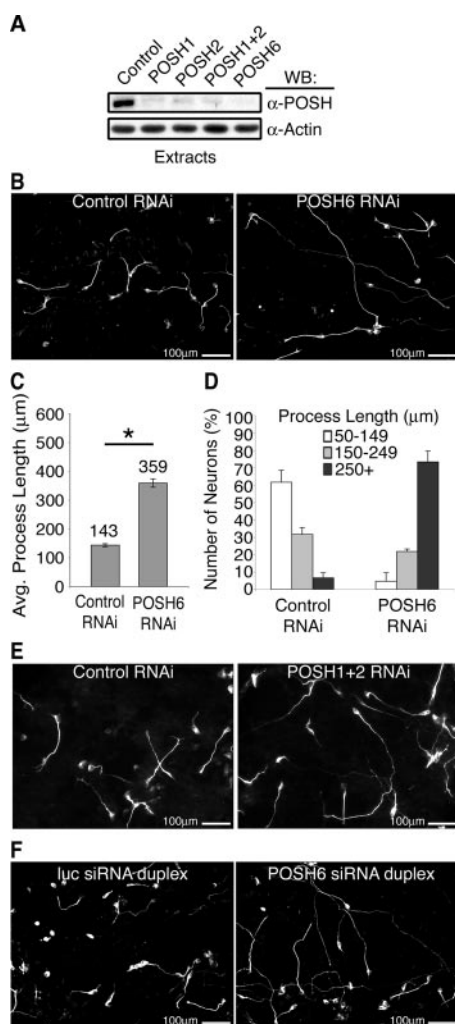 A
Control
POSH1
POSH2
POSH1+2
POSH6
WB:
α-POSH
α-Actin
Extracts
B
Control RNAi
POSH6 RNAi
100μm
100μm
C
Avg. Process Length (μm)
600
500
400
300
200
100
0
*
143
359
Control RNAi
POSH6 RNAi
D
Number of Neurons (%)
100
90
80
70
60
50
40
30
20
10
0
Process Length (μm)
50-149
150-249
250+
Control RNAi
POSH6 RNAi
E
Control RNAi
POSH1+2 RNAi
100μm
100μm
F
luc siRNA duplex
POSH6 siRNA duplex
100μm
100μm